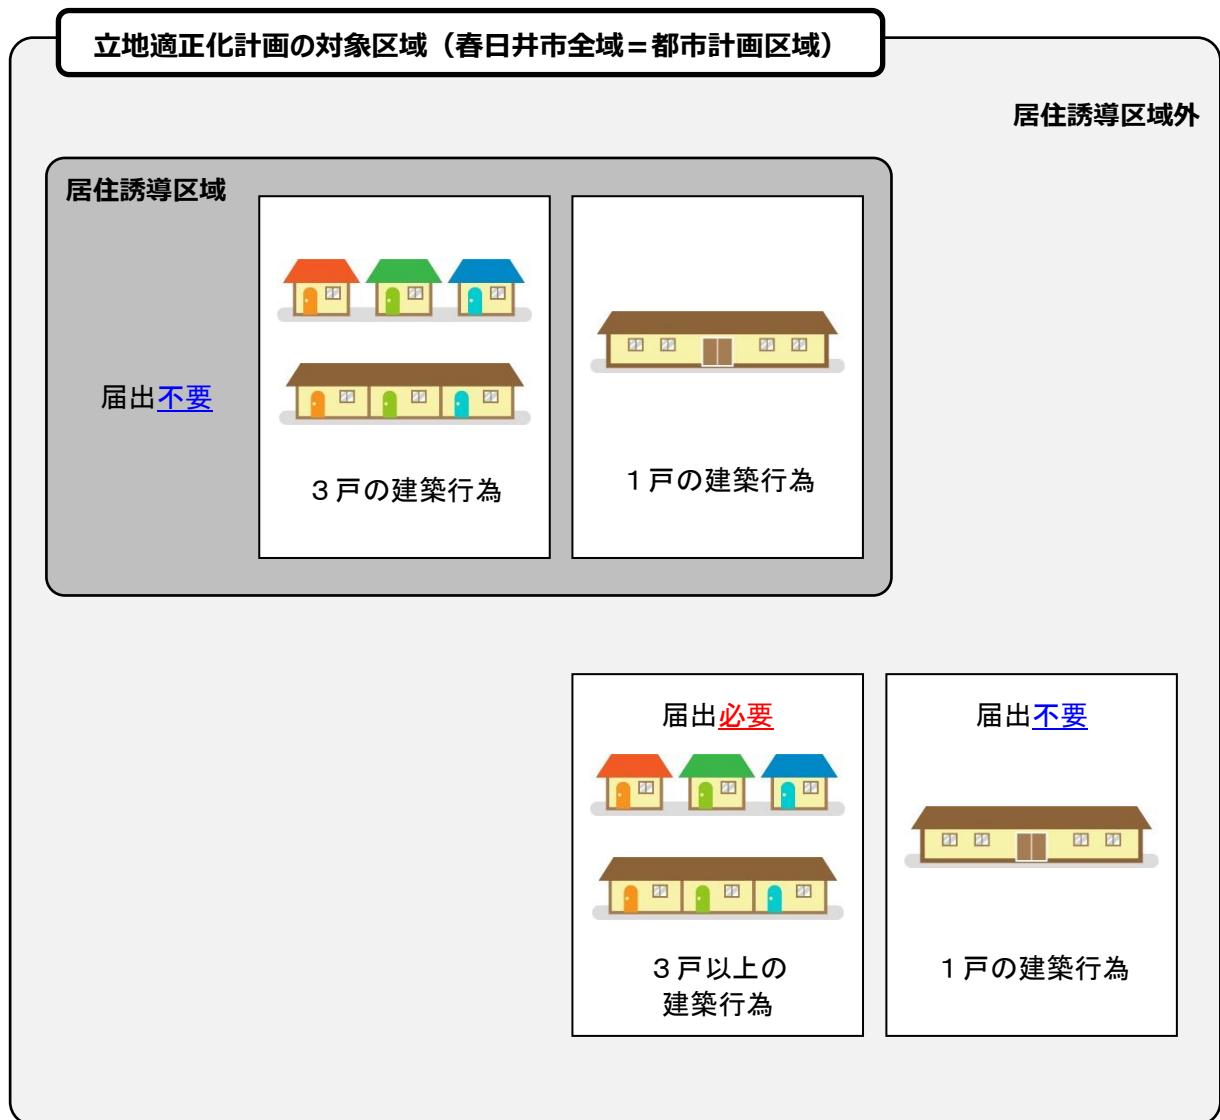 立地適正化計画の対象区域（春日井市全域＝都市計画区域）
居住誘導区域外
居住誘導区域
届出不要
３戸の建築行為
１戸の建築行為
届出必要
３戸以上の
建築行為
届出不要
１戸の建築行為